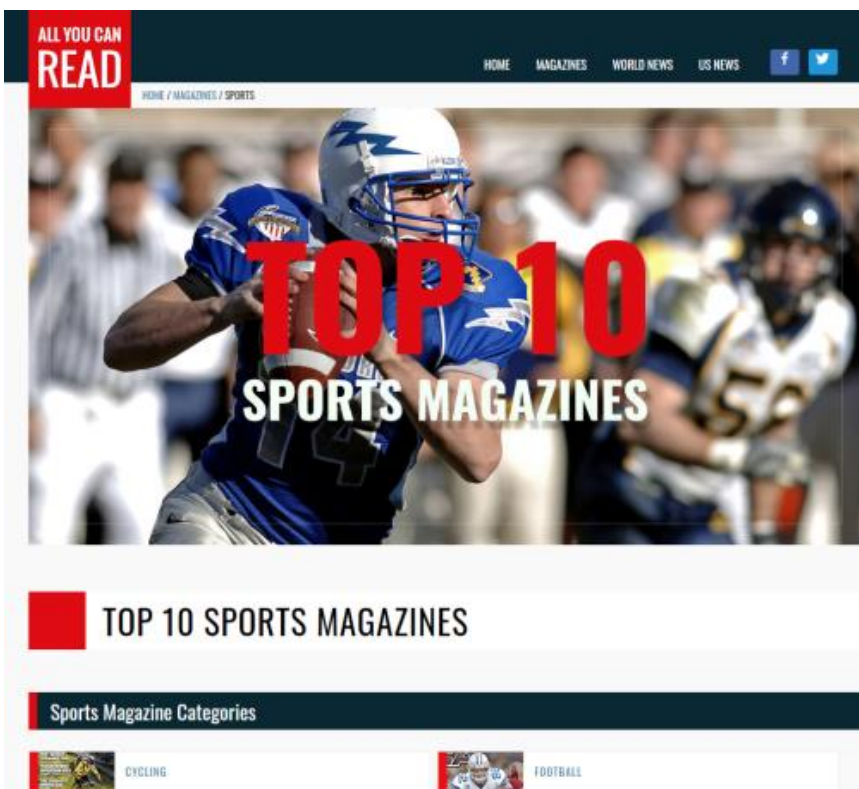 ALL YOU CAN
READ
HOME MAGAZINES WORLD NEWS US NEWS
HOME / MAGAZINES / SPORTS
TOP 10
SPORTS MAGAZINES
14
TOP 10 SPORTS MAGAZINES
Sports Magazine Categories
CYCLING FOOTBALL